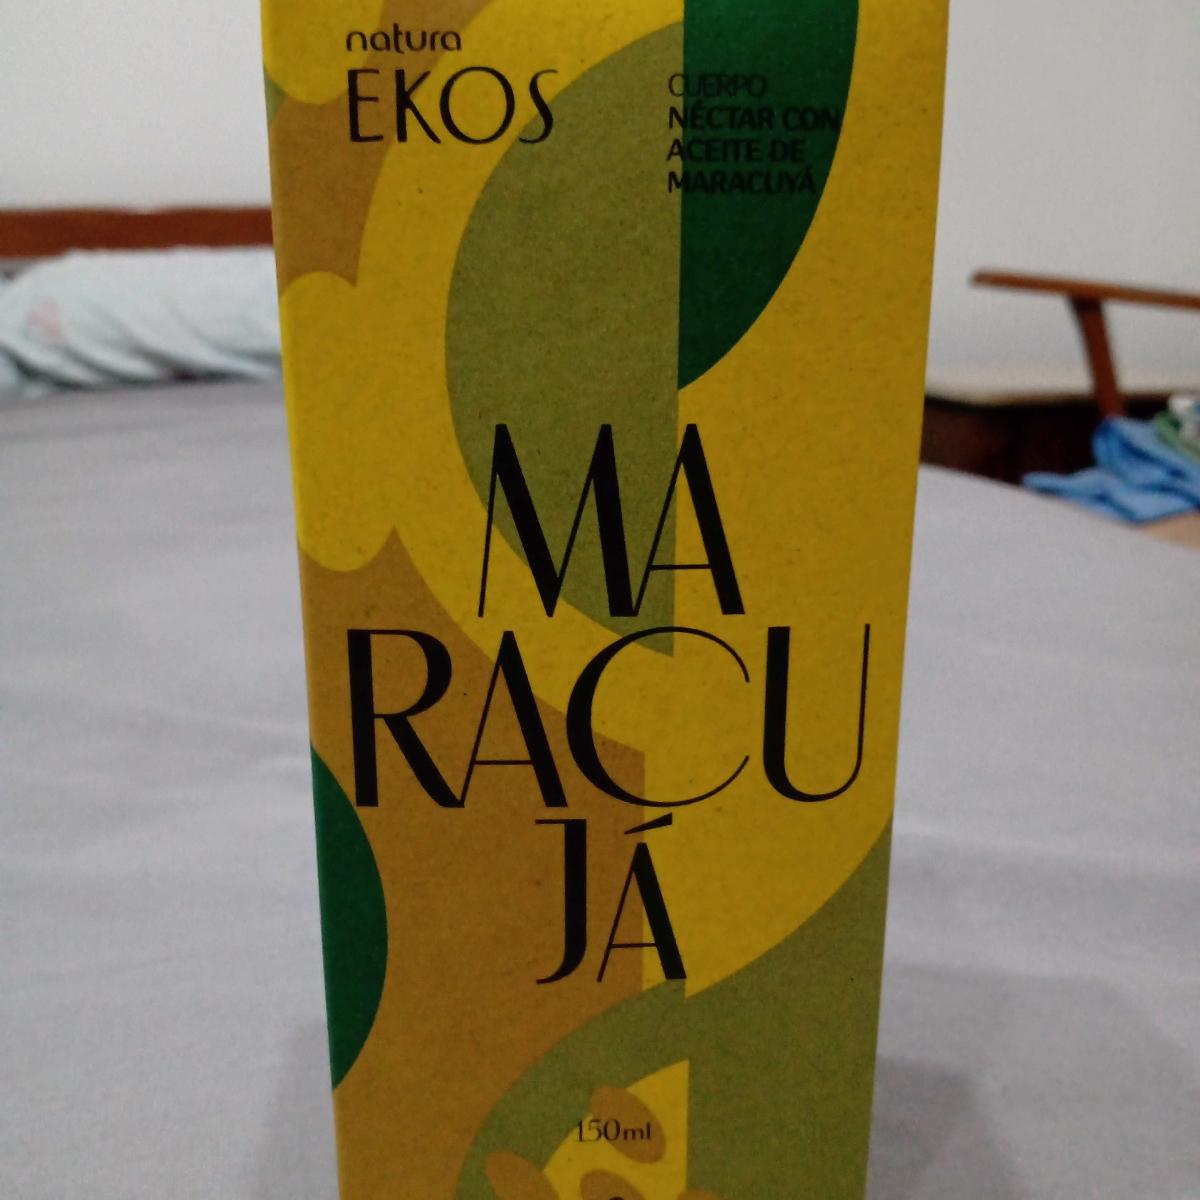 natura
EKOS
CUERPO
NÉCTAR CON
ACEITE DE
MARACUYÁ
MA
RACU
JÁ
150ml